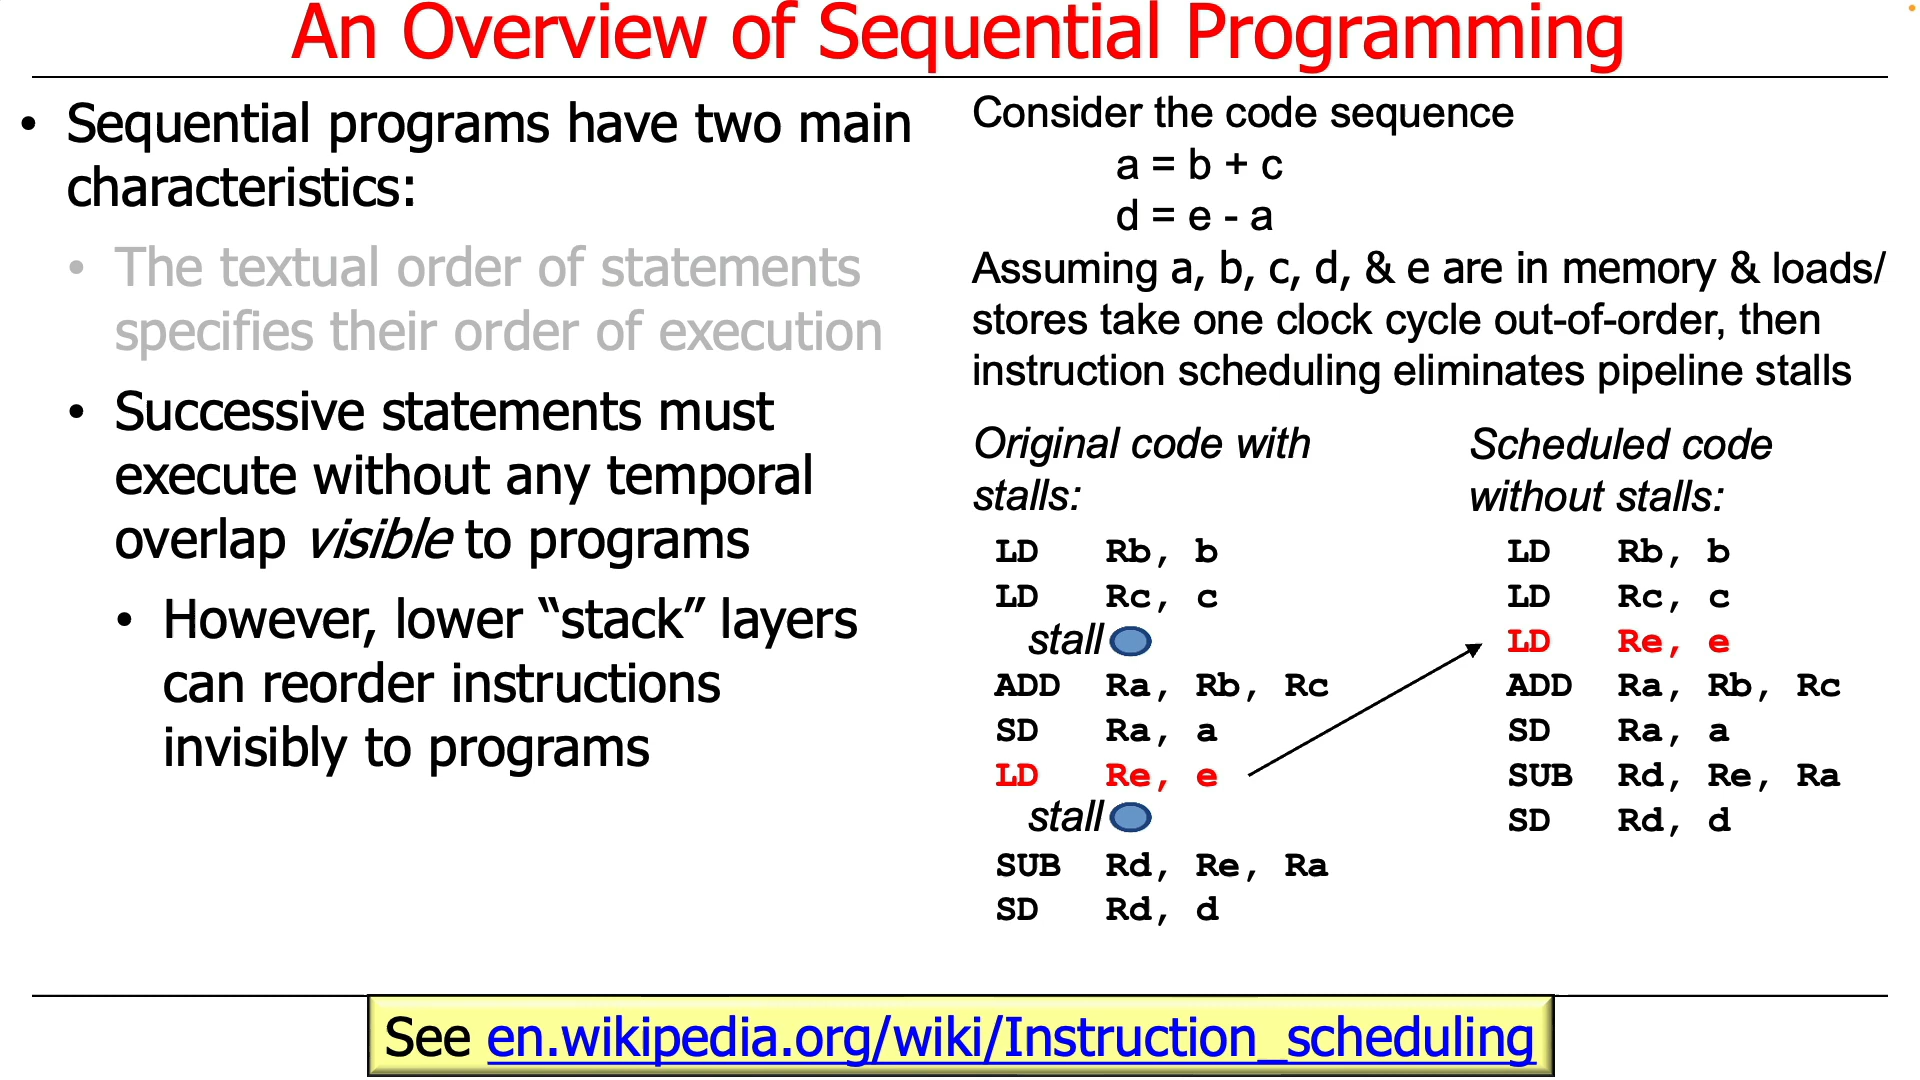 An Overview of Sequential Programming
• Sequential programs have two main
characteristics:
• The textual order of statements
specifies their order of execution
• Successive statements must
execute without any temporal
overlap visible to programs
• However, lower “stack” layers
can reorder instructions
invisibly to programs
Consider the code sequence
a = b + c
d = e - a
Assuming a, b, c, d, & e are in memory & loads/
stores take one clock cycle out-of-order, then
instruction scheduling eliminates pipeline stalls
Original code with
stalls:
LD Rb, b
LD Rc, c
stall
ADD Ra, Rb, Rc
SD Ra, a
LD Re, e
stall
SUB Rd, Re, Ra
SD Rd, d
Scheduled code
without stalls:
LD Rb, b
LD Rc, c
LD Re, e
ADD Ra, Rb, Rc
SD Ra, a
SUB Rd, Re, Ra
SD Rd, d
See en.wikipedia.org/wiki/Instruction_scheduling